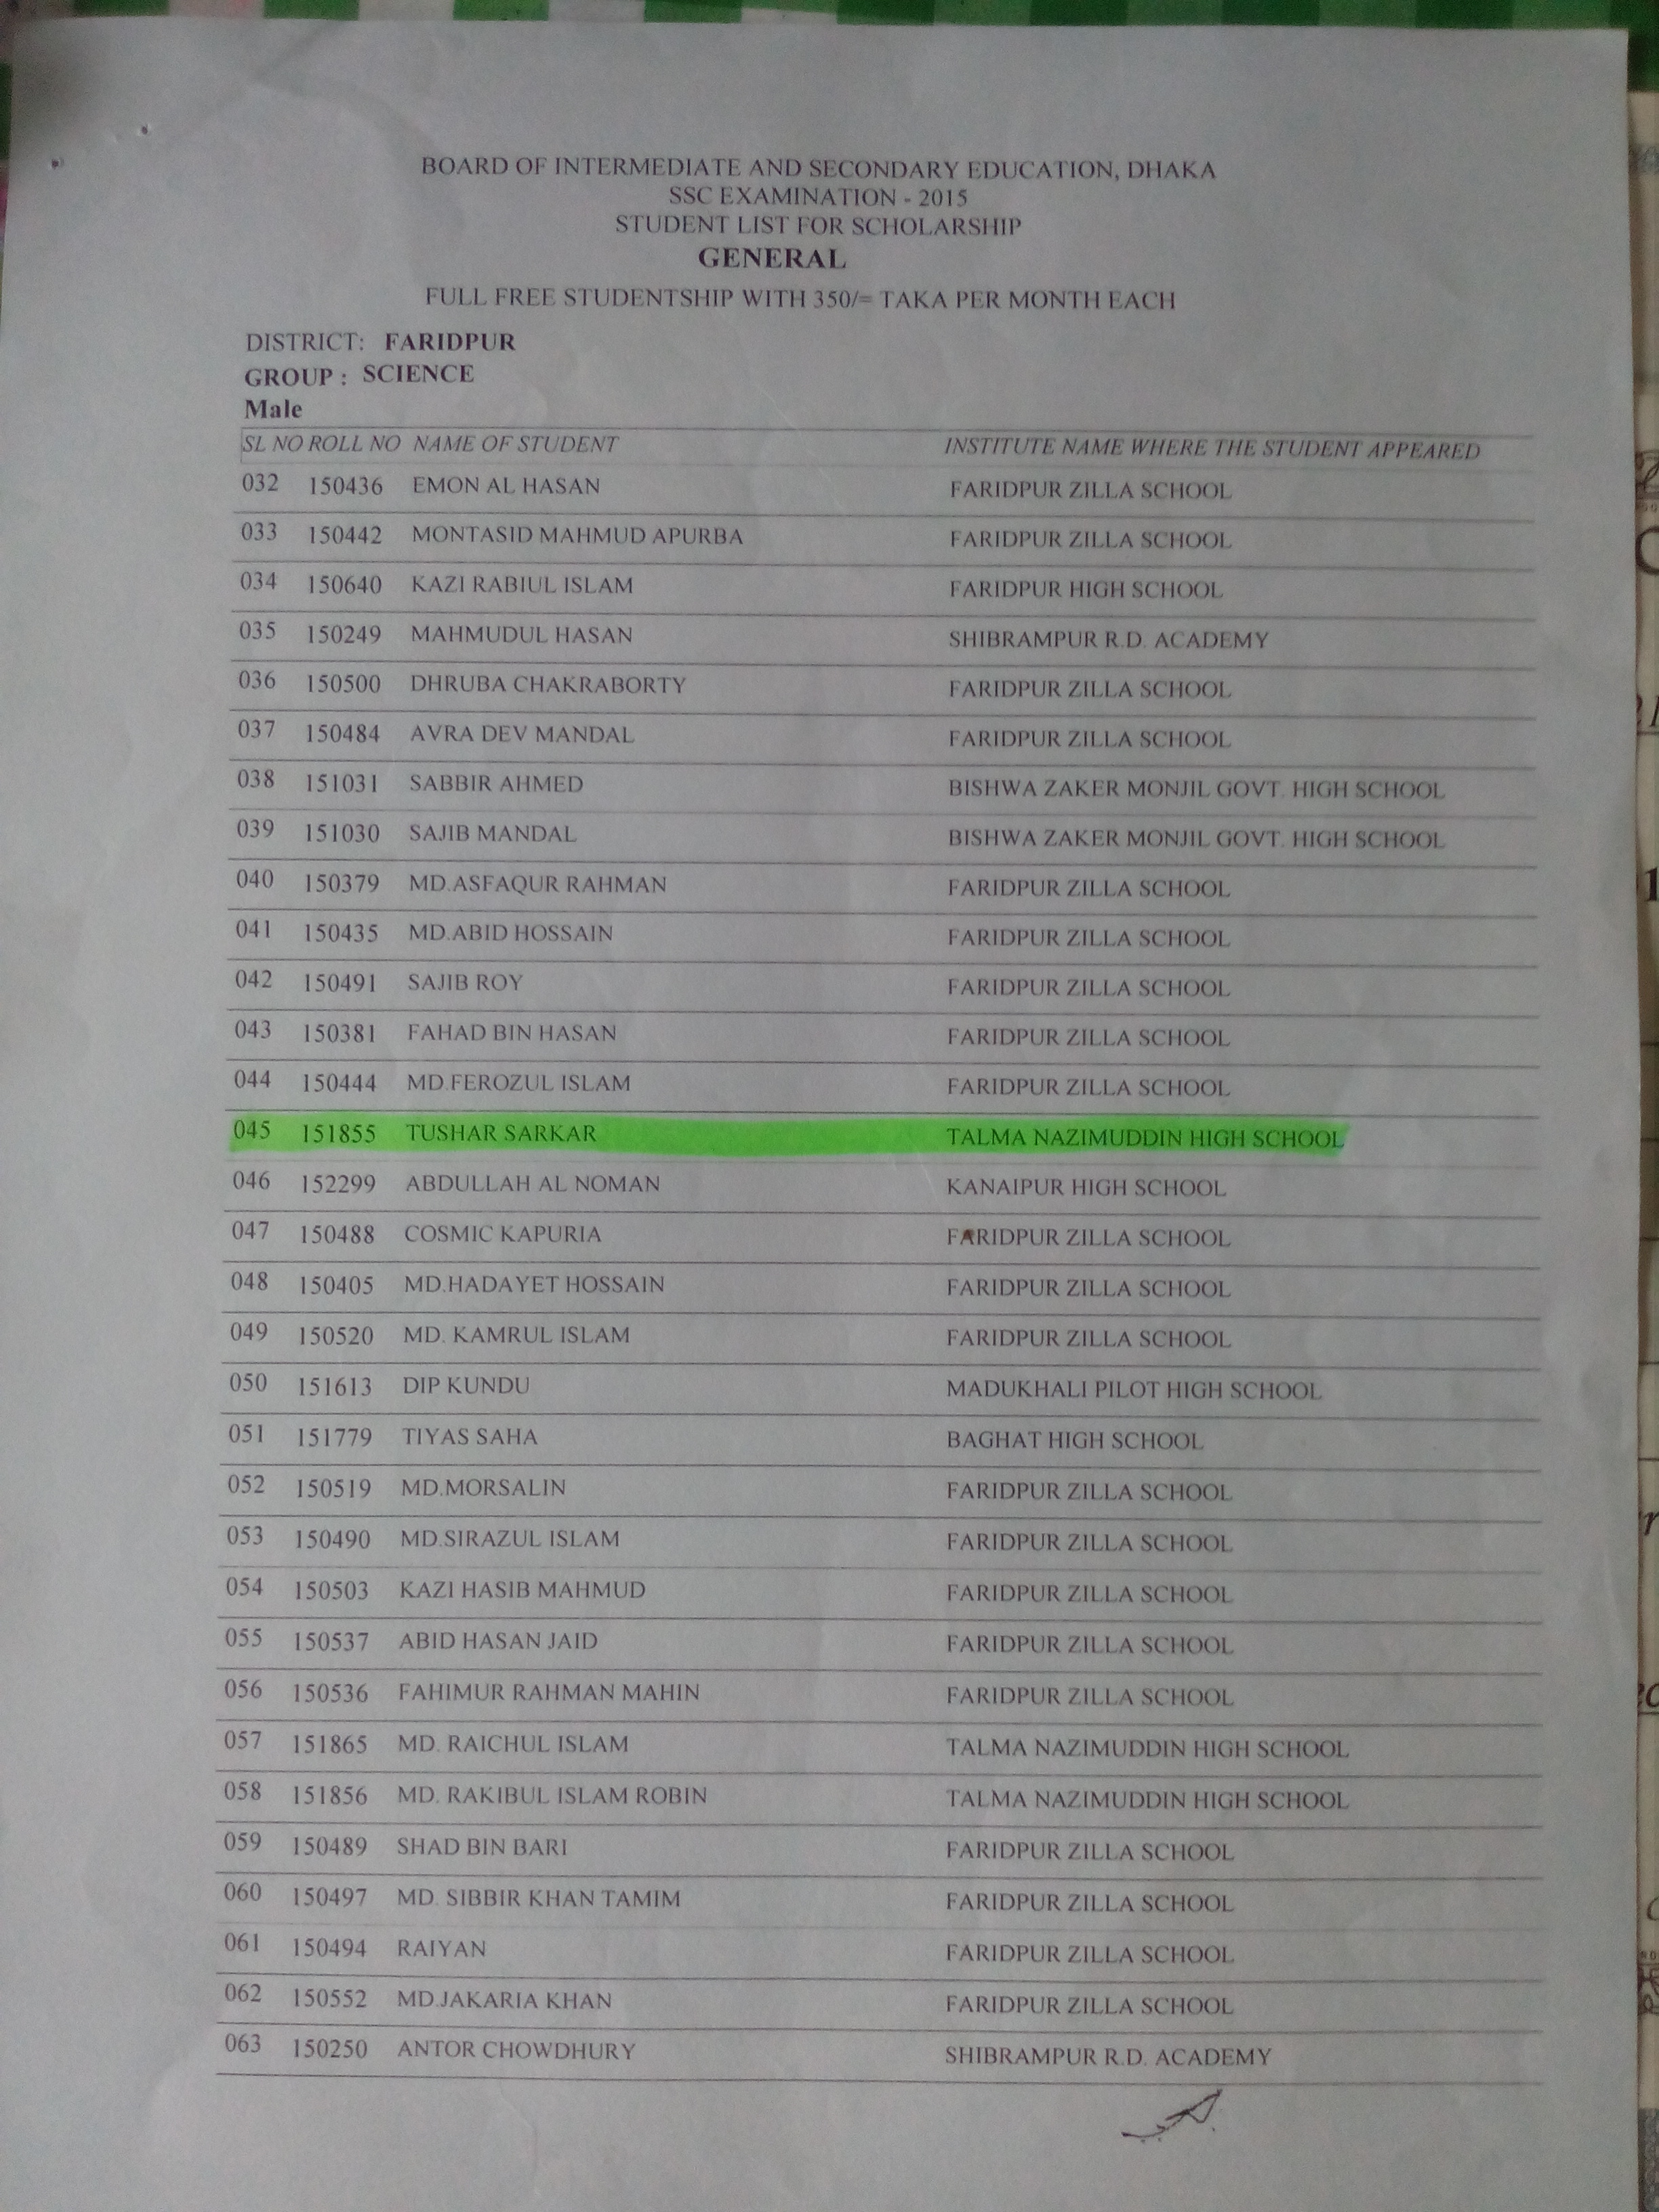 BOARD OF INTERMEDIATE AND SECONDARY EDUCATION, DHAKA
SSC EXAMINATION - 2015
STUDENT LIST FOR SCHOLARSHIP
GENERAL
FULL FREE STUDENTSHIP WITH 350/= TAKA PER MONTH EACH
DISTRICT: FARIDPUR
GROUP : SCIENCE
Male
SL NO ROLL NO NAME OF STUDENT INSTITUTE NAME WHERE THE STUDENT APPEARED
032 150436 EMON AL HASAN FARIDPUR ZILLA SCHOOL
033 150442 MONTASID MAHMUD APURBA FARIDPUR ZILLA SCHOOL
034 150640 KAZI RABIUL ISLAM FARIDPUR HIGH SCHOOL
035 150249 MAHMUDUL HASAN SHIBRAMPUR R.D. ACADEMY
036 150500 DHRUBA CHAKRABORTY FARIDPUR ZILLA SCHOOL
037 150484 AVRA DEV MANDAL FARIDPUR ZILLA SCHOOL
038 151031 SABBIR AHMED BISHWA ZAKER MONJIL GOVT. HIGH SCHOOL
039 151030 SAJIB MANDAL BISHWA ZAKER MONJIL GOVT. HIGH SCHOOL
040 150379 MD.ASFAQUR RAHMAN FARIDPUR ZILLA SCHOOL
041 150435 MD.ABID HOSSAIN FARIDPUR ZILLA SCHOOL
042 150491 SAJIB ROY FARIDPUR ZILLA SCHOOL
043 150381 FAHAD BIN HASAN FARIDPUR ZILLA SCHOOL
044 150444 MD.FEROZUL ISLAM FARIDPUR ZILLA SCHOOL
045 151855 TUSHAR SARKAR TALMA NAZIMUDDIN HIGH SCHOOL
046 152299 ABDULLAH AL NOMAN KANAIPUR HIGH SCHOOL
047 150488 COSMIC KAPURIA FARIDPUR ZILLA SCHOOL
048 150405 MD.HADAYET HOSSAIN FARIDPUR ZILLA SCHOOL
049 150520 MD. KAMRUL ISLAM FARIDPUR ZILLA SCHOOL
050 151613 DIP KUNDU MADUKHALI PILOT HIGH SCHOOL
051 151779 TIYAS SAHA BAGHAT HIGH SCHOOL
052 150519 MD.MORSALIN FARIDPUR ZILLA SCHOOL
053 150490 MD.SIRAZUL ISLAM FARIDPUR ZILLA SCHOOL
054 150503 KAZI HASIB MAHMUD FARIDPUR ZILLA SCHOOL
055 150537 ABID HASAN JAID FARIDPUR ZILLA SCHOOL
056 150536 FAHIMUR RAHMAN MAHIN FARIDPUR ZILLA SCHOOL
057 151865 MD. RAICHUL ISLAM TALMA NAZIMUDDIN HIGH SCHOOL
058 151856 MD. RAKIBUL ISLAM ROBIN TALMA NAZIMUDDIN HIGH SCHOOL
059 150489 SHAD BIN BARI FARIDPUR ZILLA SCHOOL
060 150497 MD. SIBBIR KHAN TAMIM FARIDPUR ZILLA SCHOOL
061 150494 RAIYAN FARIDPUR ZILLA SCHOOL
062 150552 MD.JAKARIA KHAN FARIDPUR ZILLA SCHOOL
063 150250 ANTOR CHOWDHURY SHIBRAMPUR R.D. ACADEMY